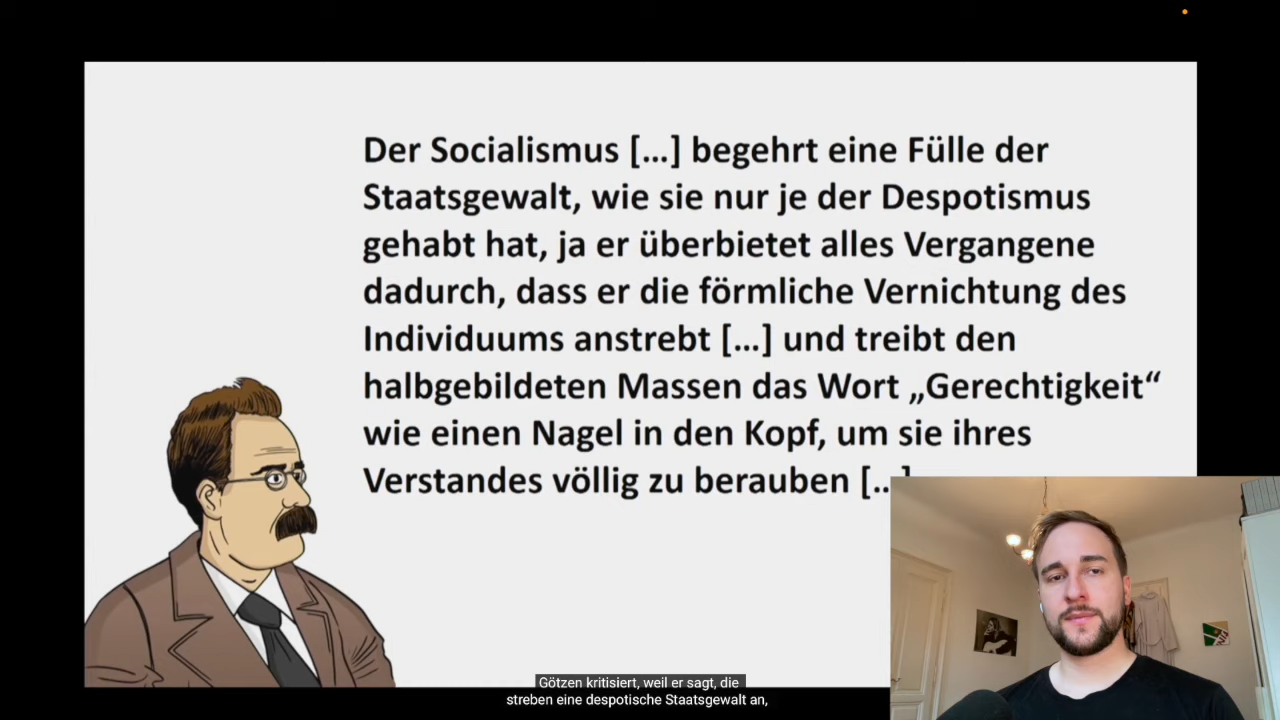 Der Socialismus […] begehrt eine Fülle der
Staatsgewalt, wie sie nur je der Despotismus
gehabt hat, ja er überbietet alles Vergangene
dadurch, dass er die förmliche Vernichtung des
Individuums anstrebt […] und treibt den
halbgebildeten Massen das Wort „Gerechtigkeit“
wie einen Nagel in den Kopf, um sie ihres
Verstandes völlig zu berauben […]
Götzen kritisiert, weil er sagt, die
streben eine despotische Staatsgewalt an,